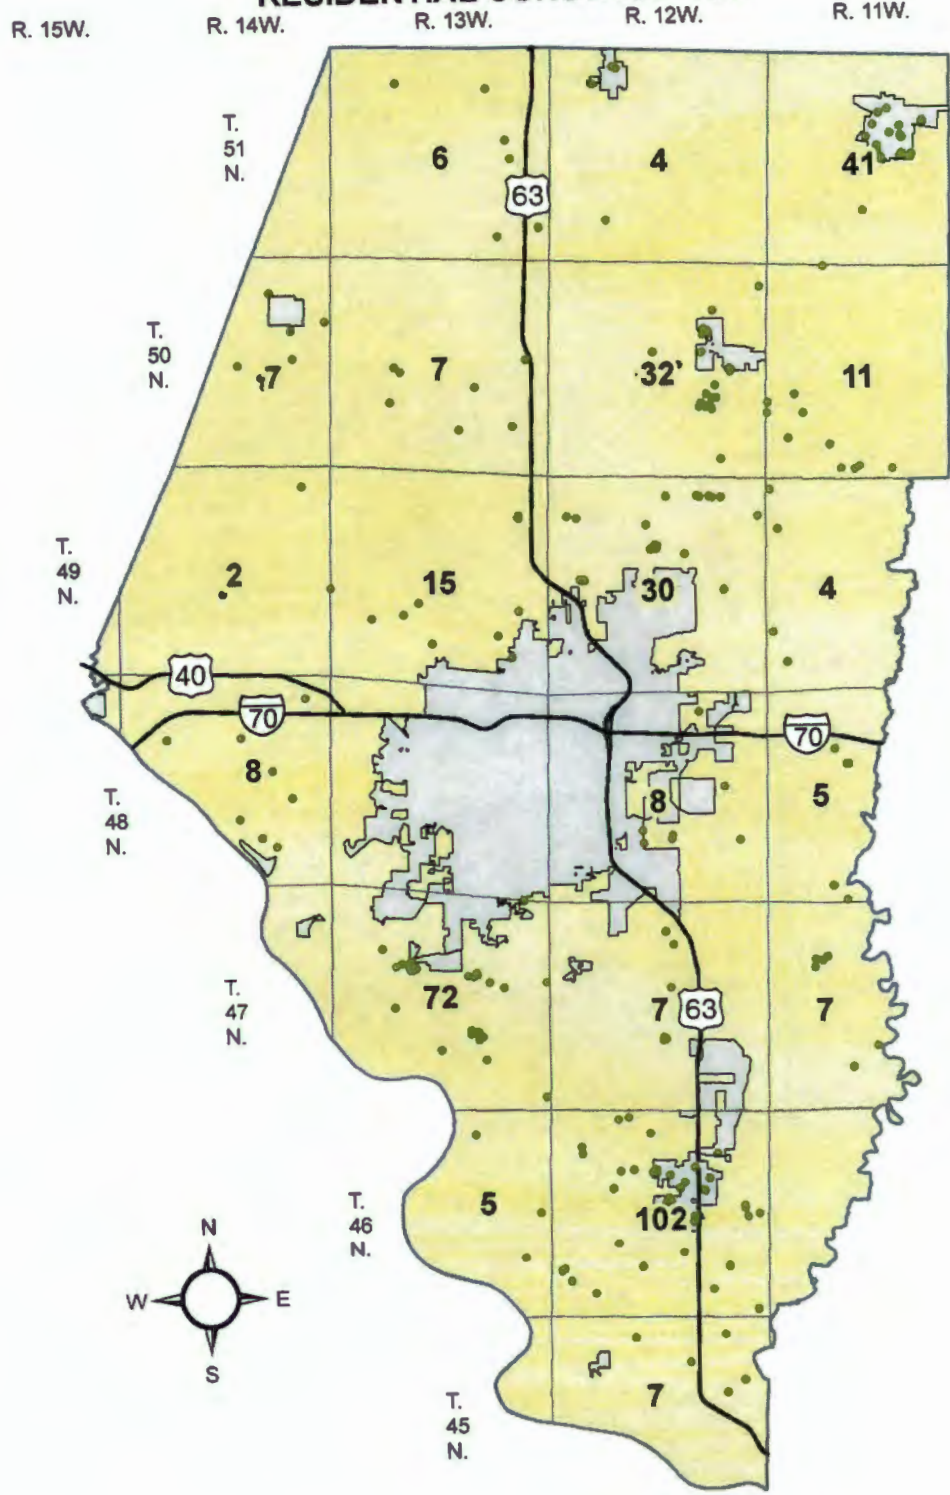 R. 15W. R. 14W. R. 13W. R. 12W. R. 11W.
T.
51
N.
6 4 41
63
T.
50
N.
7 7 32 11
T.
49
N.
2 15 30 4
40
70 70
8 8 5
T.
48
N.
T.
47
N.
72 7 63 7
T.
46
N.
5 102
N
W E
S
T.
45
N.
7